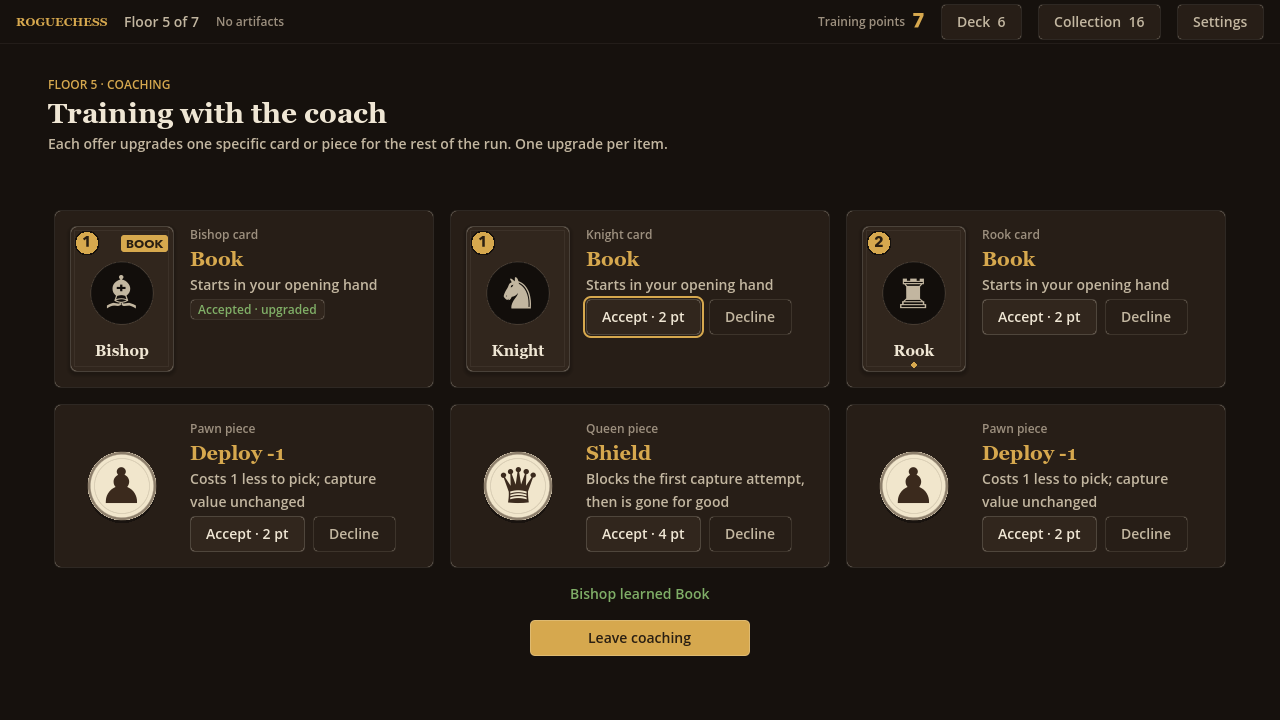 ROGUECHESS Floor 5 of 7 No artifacts Training points 7 Deck 6 Collection 16 Settings
FLOOR 5 · COACHING
Training with the coach
Each offer upgrades one specific card or piece for the rest of the run. One upgrade per item.
1 BOOK
Bishop
Bishop card
Book
Starts in your opening hand
Accepted · upgraded
1
Knight
Knight card
Book
Starts in your opening hand
Accept · 2 pt Decline
2
Rook
Rook card
Book
Starts in your opening hand
Accept · 2 pt Decline
Pawn piece
Deploy -1
Costs 1 less to pick; capture
value unchanged
Accept · 2 pt Decline
Queen piece
Shield
Blocks the first capture attempt,
then is gone for good
Accept · 4 pt Decline
Pawn piece
Deploy -1
Costs 1 less to pick; capture
value unchanged
Accept · 2 pt Decline
Bishop learned Book
Leave coaching